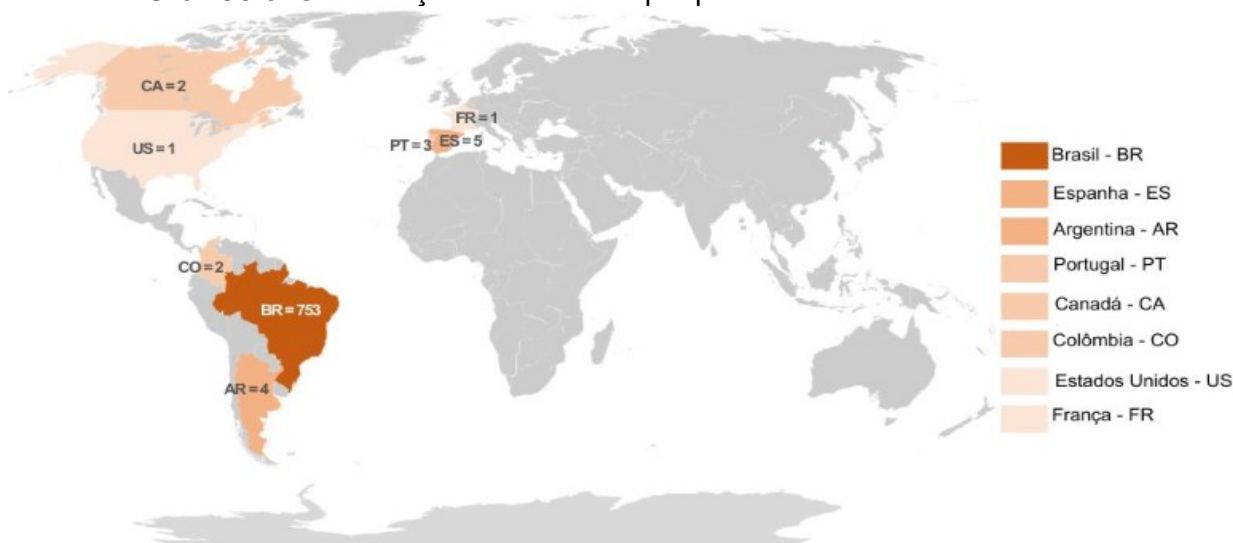 CA = 2
US = 1
FR = 1
PT = 3
ES = 5
CO = 2
BR = 753
AR = 4
Brasil - BR
Espanha - ES
Argentina - AR
Portugal - PT
Canadá - CA
Colômbia - CO
Estados Unidos - US
França - FR